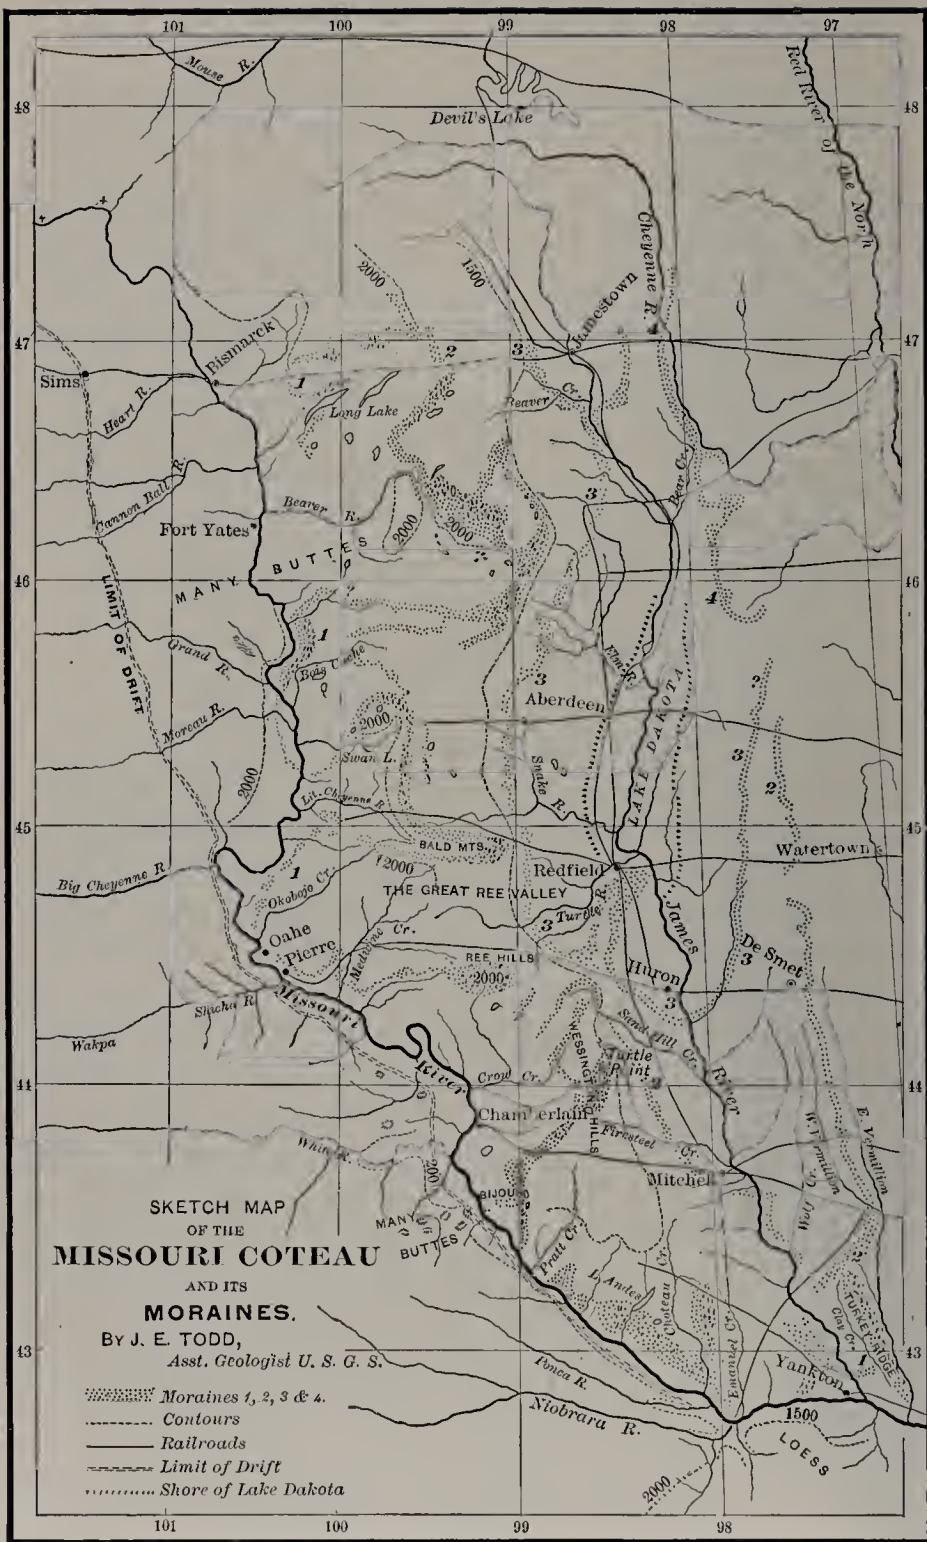 101 100 99 98 97
Mouse R.
Red River of the North
48 48
Devil's Lake
Cheyenne R.
2000
1500
Jamestown
47 47
Bismarck
2
3
Sims
1
Heart R.
Long Lake
Beaver Cr.
Cannon Ball R.
Bear Cr.
3
Beaver R.
Fort Yates
2000
2000
MANY BUTTES
46 46
4
LIMIT OF DRIFT
1
Grand R.
Elm R.
3
Aberdeen
2
Moreau R.
2000
LAKE DAKOTA
Swan L.
3
2
2000
Snake R.
Lit. Cheyenne R.
45 45
BALD MTS.
Watertown
Redfield
2000
Big Cheyenne R.
1
Okobojo Cr.
THE GREAT REE VALLEY
Turtle R.
James River
Oahe
Medicine Cr.
3
De Smet
3
Pierre
REE HILLS
2000
Huron
3
Missouri River
Wakpa Shicha R.
Sand Hill Cr.
WESSINGTON HILLS
Turtle Point
44
Crow Cr.
Chamberlain
Firesteel Cr.
W. Vermillion
E. Vermillion
White R.
Mitchell
Wolf Cr.
BIJOU
MANY BUTTES
Pratt Cr.
2
SKETCH MAP
OF THE
MISSOURI COTEAU
AND ITS
MORAINES.
BY J. E. TODD,
Asst. Geologist U. S. G. S.
L. Andes
Choteau Cr.
Emanuel Cr.
TURKEY RIDGE
Clay Cr.
1
43 43
Yankton
Ponca R.
Niobrara R.
1500
LOESS
2000
Moraines 1, 2, 3 & 4.
Contours
Railroads
Limit of Drift
Shore of Lake Dakota
101 100 99 98